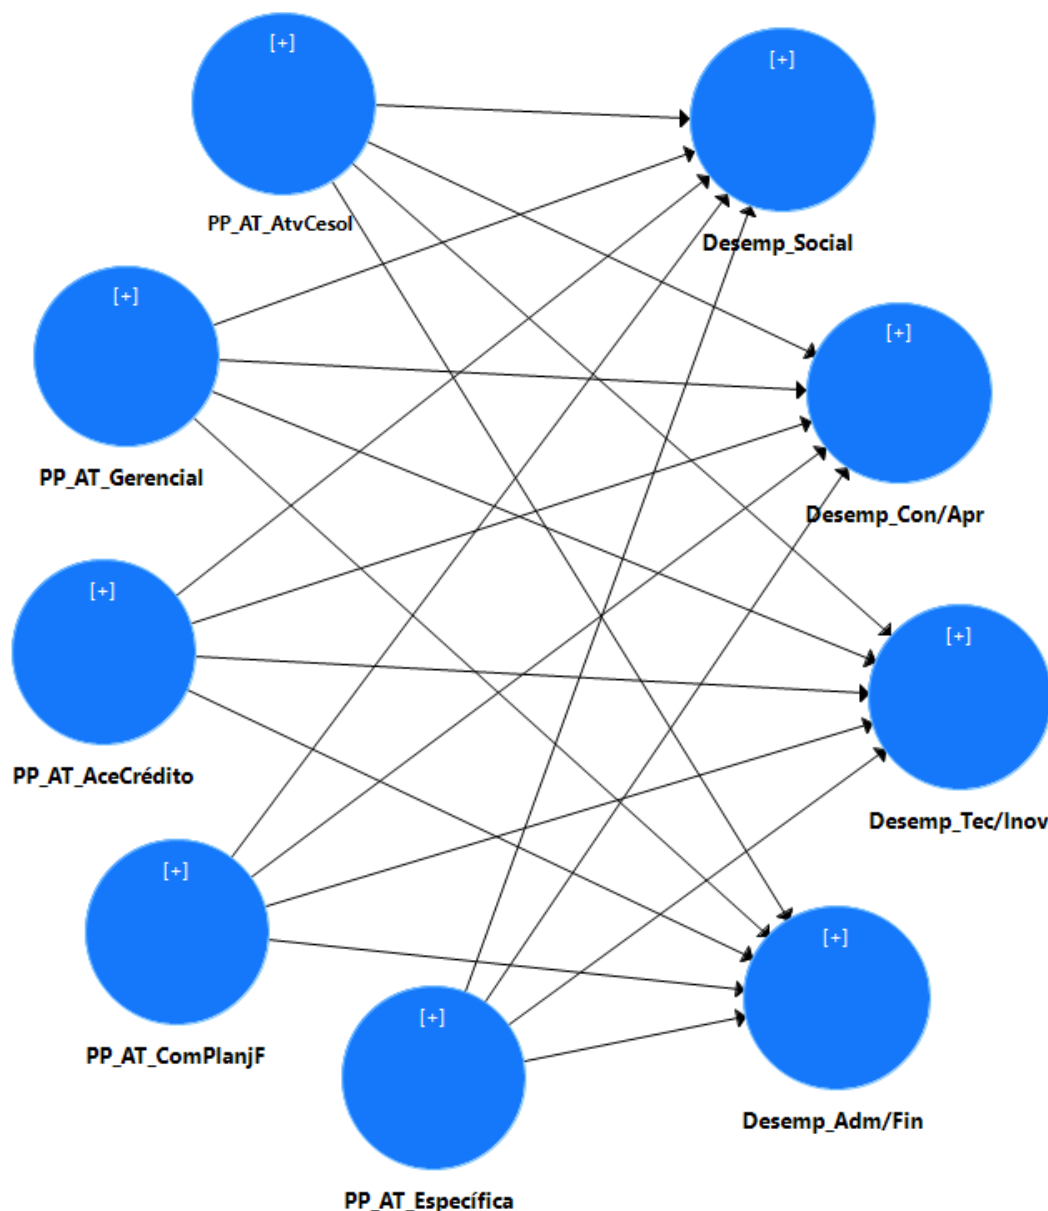 [+]
PP_AT_AtvCesol
[+]
Desemp_Social
[+]
PP_AT_Gerencial
[+]
Desemp_Con/Apr
[+]
PP_AT_AceCrédito
[+]
Desemp_Tec/Inov
[+]
PP_AT_ComPlanjF
[+]
Desemp_Adm/Fin
[+]
PP_AT_Específica